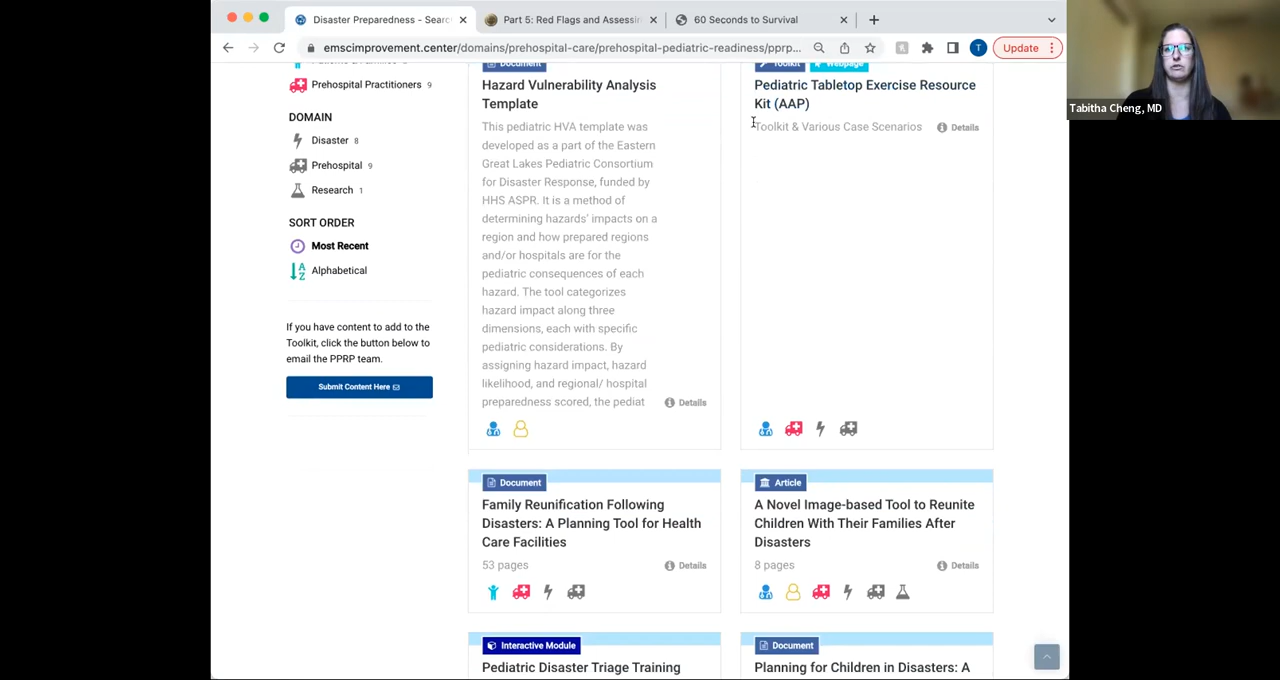 Disaster Preparedness - Searc
Part 5: Red Flags and Assessin
60 Seconds to Survival
emscimprovement.center/domains/prehospital-care/prehospital-pediatric-readiness/pprp...
T
Update
Tabitha Cheng, MD
Patients & Families
Prehospital Practitioners 9
DOMAIN
Disaster 8
Prehospital 9
Research 1
SORT ORDER
Most Recent
A
Z
Alphabetical
If you have content to add to the
Toolkit, click the button below to
email the PPRP team.
Submit Content Here
Document
Hazard Vulnerability Analysis
Template
This pediatric HVA template was
developed as a part of the Eastern
Great Lakes Pediatric Consortium
for Disaster Response, funded by
HHS ASPR. It is a method of
determining hazards' impacts on a
region and how prepared regions
and/or hospitals are for the
pediatric consequences of each
hazard. The tool categorizes
hazard impact along three
dimensions, each with specific
pediatric considerations. By
assigning hazard impact, hazard
likelihood, and regional/ hospital
preparedness scored, the pediat
Details
Toolkit
Webpage
Pediatric Tabletop Exercise Resource
Kit (AAP)
Toolkit & Various Case Scenarios
Details
Document
Family Reunification Following
Disasters: A Planning Tool for Health
Care Facilities
53 pages
Details
Article
A Novel Image-based Tool to Reunite
Children With Their Families After
Disasters
8 pages
Details
Interactive Module
Pediatric Disaster Triage Training
Document
Planning for Children in Disasters: A